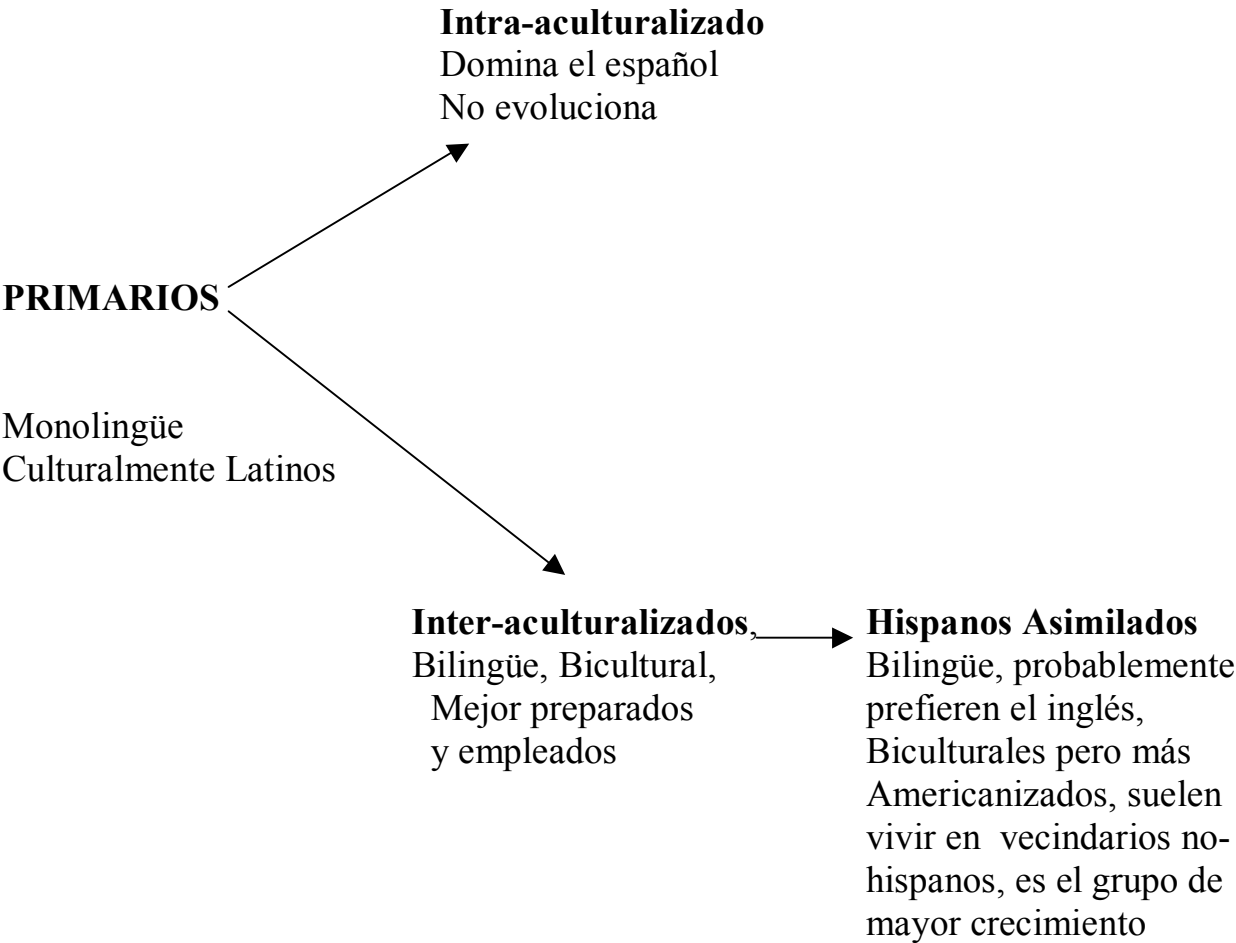 Intra-aculturalizado
Domina el español
No evoluciona
PRIMARIOS
Monolingüe
Culturalmente Latinos
Inter-aculturalizados,
Bilingüe, Bicultural,
Mejor preparados
y empleados
Hispanos Asimilados
Bilingüe, probablemente
prefieren el inglés,
Biculturales pero más
Americanizados, suelen
vivir en vecindarios no-
hispanos, es el grupo de
mayor crecimiento